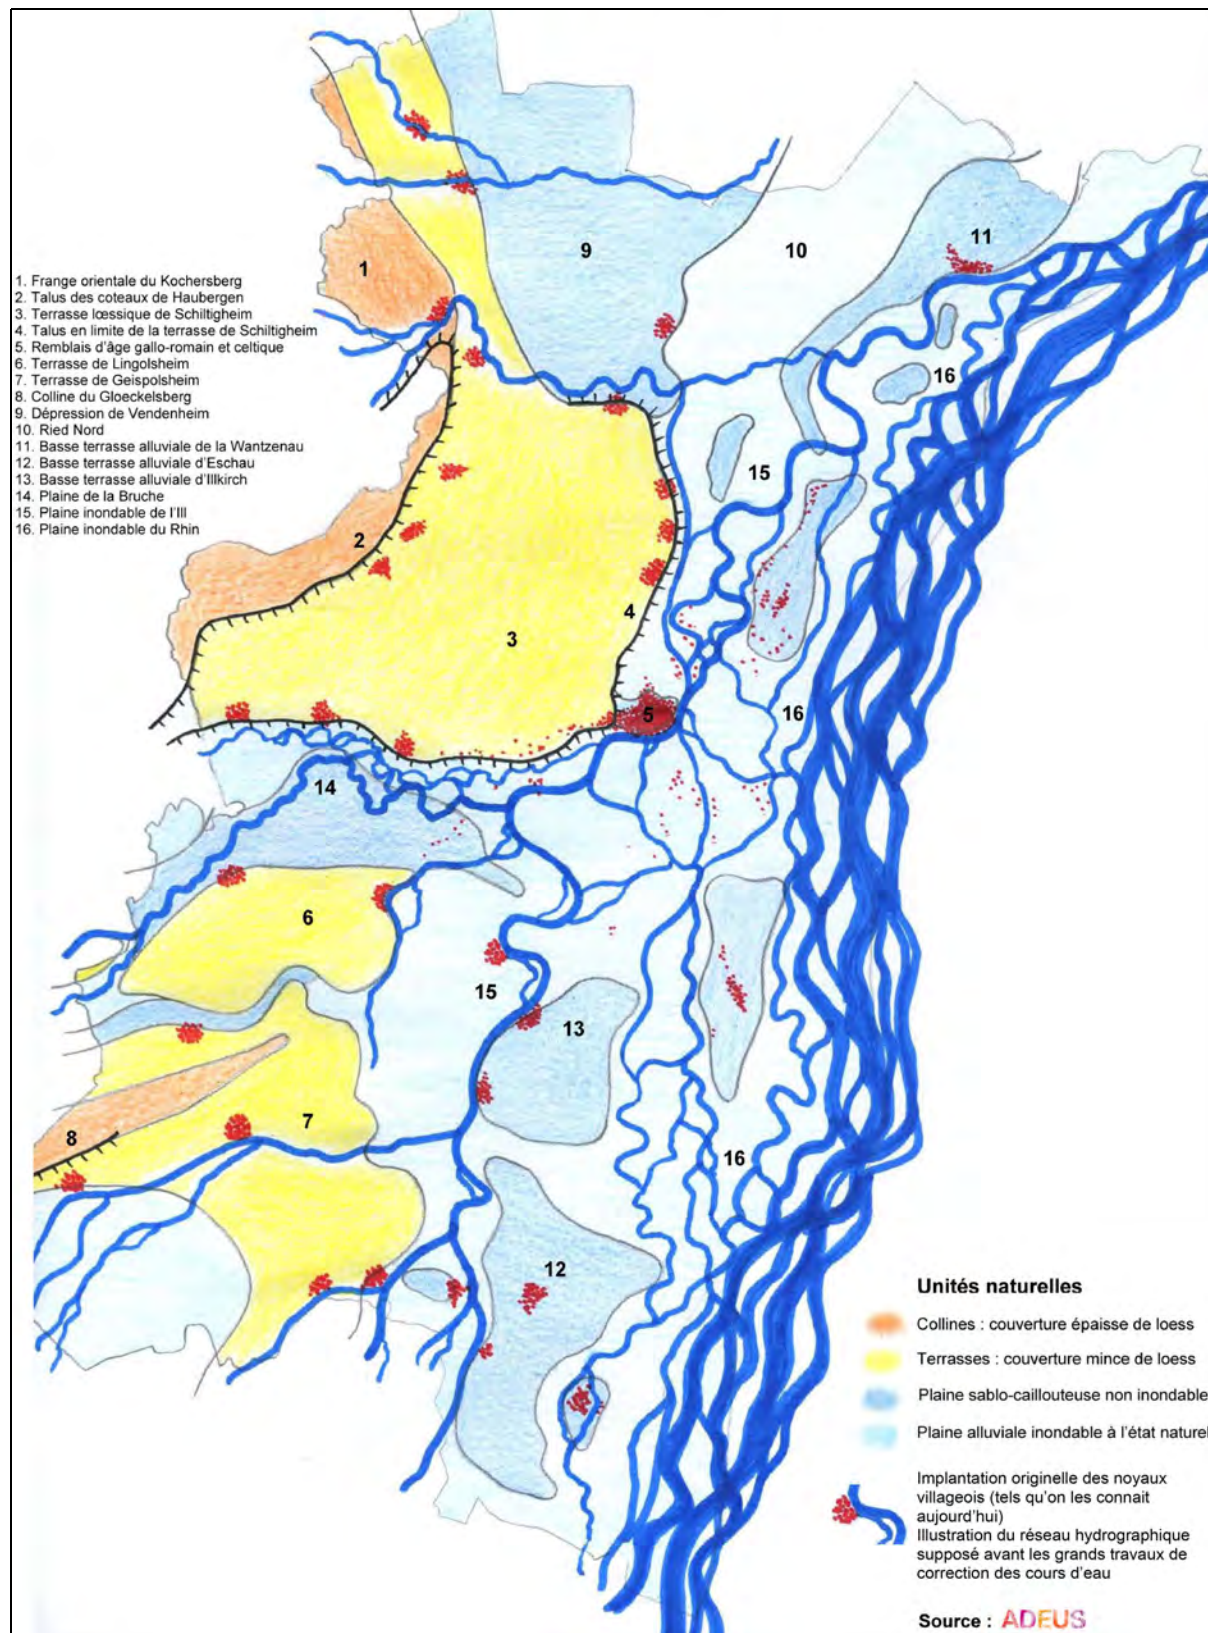 1. Frange orientale du Kochersberg
2. Talus des coteaux de Haubergen
3. Terrasse lœssique de Schiltigheim
4. Talus en limite de la terrasse de Schiltigheim
5. Remblais d'âge gallo-romain et celtique
6. Terrasse de Lingolsheim
7. Terrasse de Geispolsheim
8. Colline du Gloeckelsberg
9. Dépression de Vendenheim
10. Ried Nord
11. Basse terrasse alluviale de la Wantzenau
12. Basse terrasse alluviale d'Eschau
13. Basse terrasse alluviale d'Illkirch
14. Plaine de la Bruche
15. Plaine inondable de l'Ill
16. Plaine inondable du Rhin
11
9
10
1
16
15
2
4
3
5
16
14
6
15
13
7
8
16
12
Unités naturelles
Collines : couverture épaisse de loess
Terrasses : couverture mince de loess
Plaine sablo-caillouteuse non inondable
Plaine alluviale inondable à l'état naturel
Implantation originelle des noyaux
villageois (tels qu'on les connait
aujourd'hui)
Illustration du réseau hydrographique
supposé avant les grands travaux de
correction des cours d'eau
Source : ADEUS